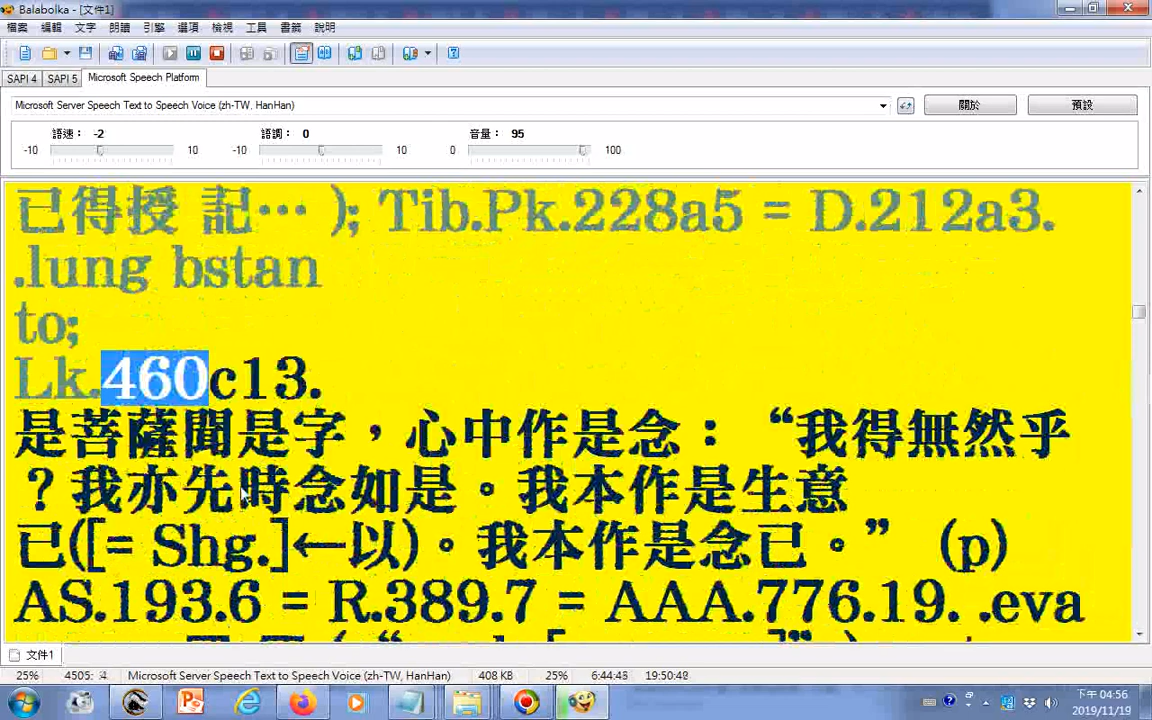 Balabolka - [文件1]
檔案 編輯 文字 朗讀 引擎 選項 檢視 工具 書籤 說明
SAPI 4 SAPI 5 Microsoft Speech Platform
Microsoft Server Speech Text to Speech Voice (zh-TW, HanHan) 關於 預設
語速： -2 語調： 0 音量： 95
-10 10 -10 10 0 100
已得授 記… ); Tib.Pk.228a5 = D.212a3.
.lung bstan
to;
Lk.460c13.
是菩薩聞是字，心中作是念：“我得無然乎
？我亦先時念如是。我本作是生意
已([= Shg.]←以)。我本作是念已。” (p)
AS.193.6 = R.389.7 = AAA.776.19. .eva
文件1
25% 4505: 4 Microsoft Server Speech Text to Speech Voice (zh-TW, HanHan) 408 KB 25% 6:44:43 19:50:48
下午 04:56
2019/11/19